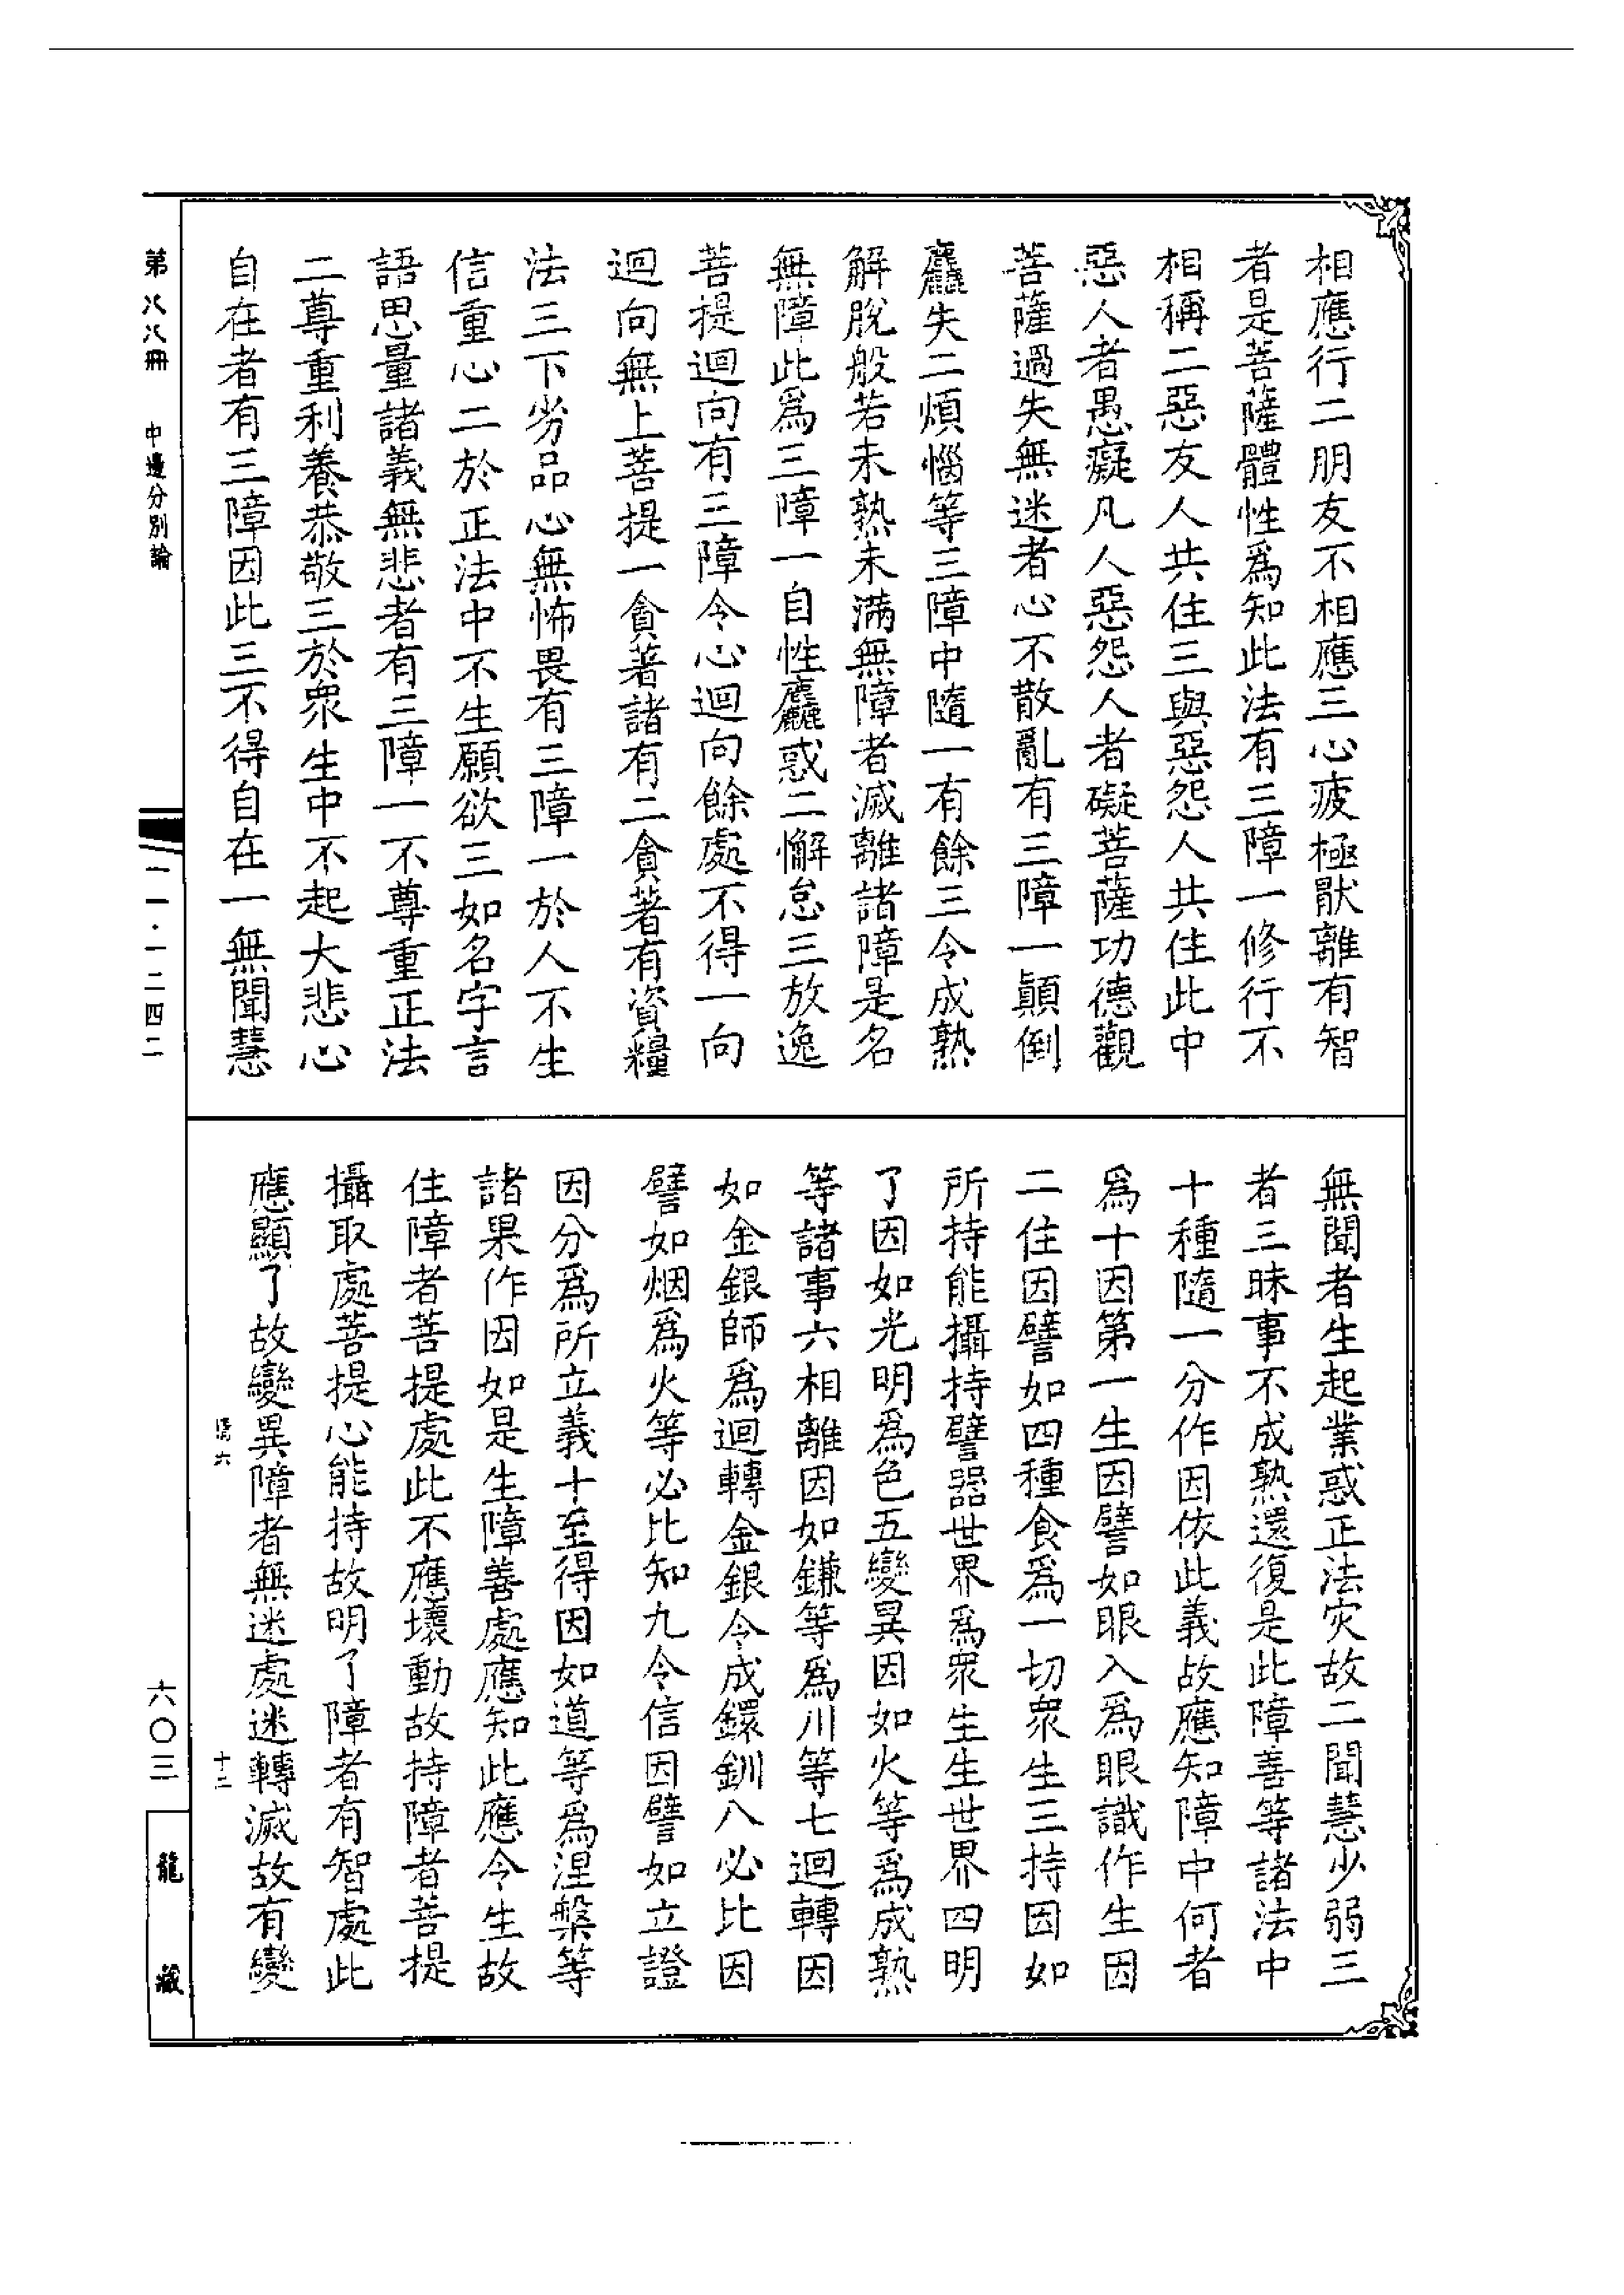 相應行二朋友不相應三心疲極猒離有智
者是菩薩體性爲知此法有三障一修行不
相稱二惡友人共住三與惡怨人共住此中
惡人者愚癡凡人惡怨人者礙菩薩功德觀
菩薩過失無迷者心不散亂有三障一顛倒
麤失二煩惱等三障中隨一有餘三令成熟
解脫般若未熟未滿無障者滅離諸障是名
無障此爲三障一自性麤惑二懈怠三放逸
菩提迴向有三障令心迴向餘處不得一向
迴向無上菩提一貪著諸有二貪著有資糧
法三下劣品心無怖畏有三障一於人不生
信重心二於正法中不生願欲三如名字言
語思量諸義無悲者有三障一不尊重正法
二尊重利養恭敬三於衆生中不起大悲心
自在者有三障因此三不得自在一無聞慧
無聞者生起業惑正法灾故二聞慧少弱三
者三昧事不成熟還復是此障善等諸法中
十種隨一分作因依此義故應知障中何者
爲十因第一生因譬如眼入爲眼識作生因
二住因譬如四種食爲一切衆生三持因如
所持能攝持譬器世界爲衆生生世界四明
了因如光明爲色五變異因如火等爲成熟
等諸事六相離因如鎌等爲川等七迴轉因
如金銀師爲迴轉金銀令成鐶釧八必比因
譬如烟爲火等必比知九令信因譬如立證
因分爲所立義十至得因如道等爲涅槃等
諸果作因如是生障善處應知此應令生故
住障者菩提處此不應壞動故持障者菩提
攝取處菩提心能持故明了障者有智處此
應顯了故變異障者無迷處迷轉滅故有變
第八八冊
中邊分別論
一一·一二四二
六〇三
龍藏
六
十二